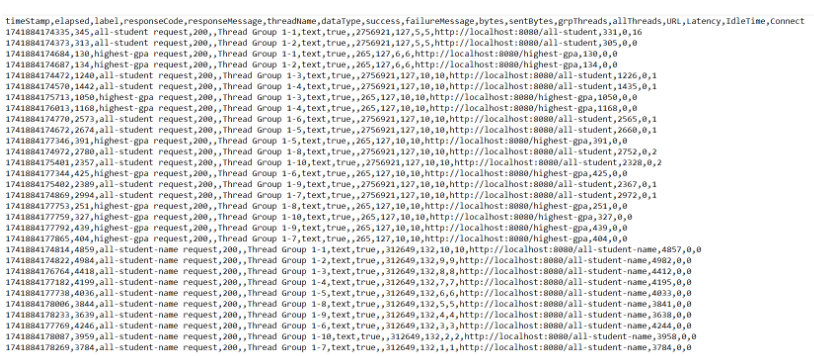 timeStamp,elapsed,label,responseCode,responseMessage,threadName,dataType,success,failureMessage,bytes,sentBytes,grpThreads,allThreads,URL,Latency,IdleTime,Connect
1741884174335,345,all-student request,200,,Thread Group 1-1,text,true,,2756921,127,5,5,http://localhost:8080/all-student,331,0,16
1741884174373,313,all-student request,200,,Thread Group 1-2,text,true,,2756921,127,5,5,http://localhost:8080/all-student,305,0,0
1741884174684,130,highest-gpa request,200,,Thread Group 1-1,text,true,,265,127,6,6,http://localhost:8080/highest-gpa,130,0,0
1741884174687,134,highest-gpa request,200,,Thread Group 1-2,text,true,,265,127,6,6,http://localhost:8080/highest-gpa,134,0,0
1741884174472,1240,all-student request,200,,Thread Group 1-3,text,true,,2756921,127,10,10,http://localhost:8080/all-student,1226,0,1
1741884174570,1442,all-student request,200,,Thread Group 1-4,text,true,,2756921,127,10,10,http://localhost:8080/all-student,1435,0,1
1741884175713,1050,highest-gpa request,200,,Thread Group 1-3,text,true,,265,127,10,10,http://localhost:8080/highest-gpa,1050,0,0
1741884176013,1168,highest-gpa request,200,,Thread Group 1-4,text,true,,265,127,10,10,http://localhost:8080/highest-gpa,1168,0,0
1741884174770,2573,all-student request,200,,Thread Group 1-6,text,true,,2756921,127,10,10,http://localhost:8080/all-student,2565,0,1
1741884174672,2674,all-student request,200,,Thread Group 1-5,text,true,,2756921,127,10,10,http://localhost:8080/all-student,2660,0,1
1741884177346,391,highest-gpa request,200,,Thread Group 1-5,text,true,,265,127,10,10,http://localhost:8080/highest-gpa,391,0,0
1741884174972,2780,all-student request,200,,Thread Group 1-8,text,true,,2756921,127,10,10,http://localhost:8080/all-student,2752,0,2
1741884175401,2357,all-student request,200,,Thread Group 1-10,text,true,,2756921,127,10,10,http://localhost:8080/all-student,2328,0,2
1741884177344,425,highest-gpa request,200,,Thread Group 1-6,text,true,,265,127,10,10,http://localhost:8080/highest-gpa,425,0,0
1741884175402,2389,all-student request,200,,Thread Group 1-9,text,true,,2756921,127,10,10,http://localhost:8080/all-student,2367,0,1
1741884174869,2994,all-student request,200,,Thread Group 1-7,text,true,,2756921,127,10,10,http://localhost:8080/all-student,2972,0,1
1741884177753,251,highest-gpa request,200,,Thread Group 1-8,text,true,,265,127,10,10,http://localhost:8080/highest-gpa,251,0,0
1741884177759,327,highest-gpa request,200,,Thread Group 1-10,text,true,,265,127,10,10,http://localhost:8080/highest-gpa,327,0,0
1741884177792,439,highest-gpa request,200,,Thread Group 1-9,text,true,,265,127,10,10,http://localhost:8080/highest-gpa,439,0,0
1741884177865,404,highest-gpa request,200,,Thread Group 1-7,text,true,,265,127,10,10,http://localhost:8080/highest-gpa,404,0,0
1741884174814,4859,all-student-name request,200,,Thread Group 1-1,text,true,,312649,132,10,10,http://localhost:8080/all-student-name,4857,0,0
1741884174822,4984,all-student-name request,200,,Thread Group 1-2,text,true,,312649,132,9,9,http://localhost:8080/all-student-name,4982,0,0
1741884176764,4418,all-student-name request,200,,Thread Group 1-3,text,true,,312649,132,8,8,http://localhost:8080/all-student-name,4412,0,0
1741884177182,4199,all-student-name request,200,,Thread Group 1-4,text,true,,312649,132,7,7,http://localhost:8080/all-student-name,4195,0,0
1741884177738,4036,all-student-name request,200,,Thread Group 1-5,text,true,,312649,132,6,6,http://localhost:8080/all-student-name,4033,0,0
1741884178006,3844,all-student-name request,200,,Thread Group 1-8,text,true,,312649,132,5,5,http://localhost:8080/all-student-name,3841,0,0
1741884178233,3639,all-student-name request,200,,Thread Group 1-9,text,true,,312649,132,4,4,http://localhost:8080/all-student-name,3638,0,0
1741884177769,4246,all-student-name request,200,,Thread Group 1-6,text,true,,312649,132,3,3,http://localhost:8080/all-student-name,4244,0,0
1741884178087,3959,all-student-name request,200,,Thread Group 1-10,text,true,,312649,132,2,2,http://localhost:8080/all-student-name,3958,0,0
1741884178269,3784,all-student-name request,200,,Thread Group 1-7,text,true,,312649,132,1,1,http://localhost:8080/all-student-name,3784,0,0